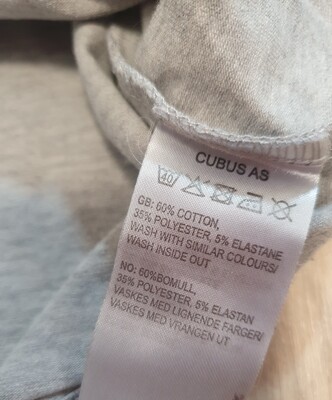 CUBUS AS
40
GB: 60% COTTON,
35% POLYESTER, 5% ELASTANE
WASH WITH SIMILAR COLOURS/
WASH INSIDE OUT
NO: 60%BOMULL,
35% POLYESTER, 5% ELASTAN
VASKES MED LIGNENDE FARGER/
VASKES MED VRANGEN UT